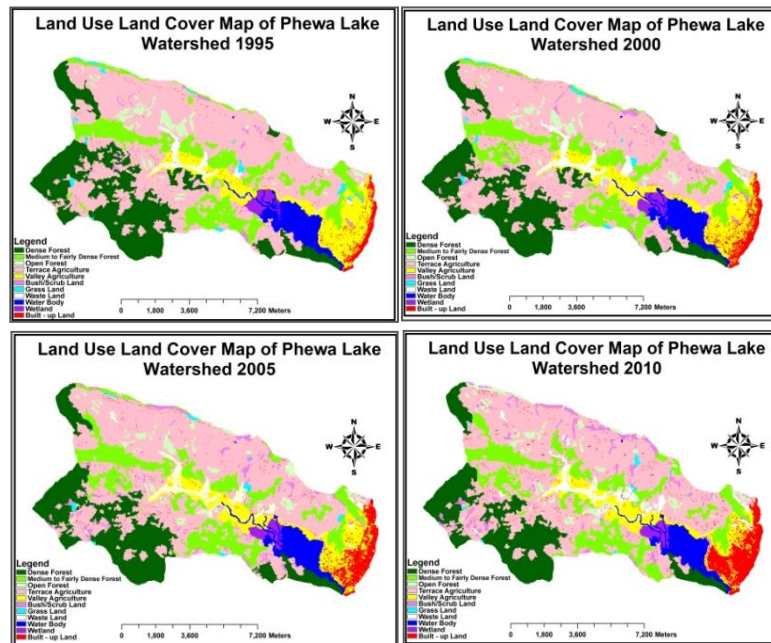 Land Use Land Cover Map of Phewa Lake
Watershed 1995
N
W E
S
Legend
Dense Forest
Medium to Fairly Dense Forest
Open Forest
Terrace Agriculture
Valley Agriculture
Bush/Scrub Land
Grass Land
Waste Land
Water Body
Wetland
Built - up Land
0 1,800 3,600 7,200 Meters
Land Use Land Cover Map of Phewa Lake
Watershed 2000
N
W E
S
Legend
Dense Forest
Medium to Fairly Dense Forest
Open Forest
Terrace Agriculture
Valley Agriculture
Bush/Scrub Land
Grass Land
Waste Land
Water Body
Wetland
Built - up Land
0 1,800 3,600 7,200 Meters
Land Use Land Cover Map of Phewa Lake
Watershed 2005
N
W E
S
Legend
Dense Forest
Medium to Fairly Dense Forest
Open Forest
Terrace Agriculture
Valley Agriculture
Bush/Scrub Land
Grass Land
Waste Land
Water Body
Wetland
Built - up Land
0 1,800 3,600 7,200 Meters
Land Use Land Cover Map of Phewa Lake
Watershed 2010
N
W E
S
Legend
Dense Forest
Medium to Fairly Dense Forest
Open Forest
Terrace Agriculture
Valley Agriculture
Bush/Scrub Land
Grass Land
Waste Land
Water Body
Wetland
Built - up Land
0 1,800 3,600 7,200 Meters